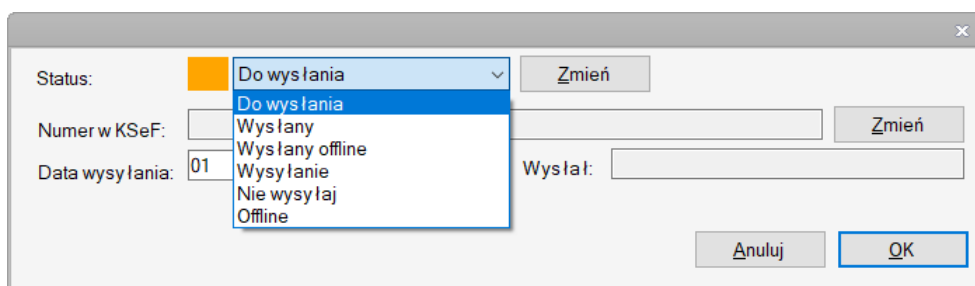 x
Status: Do wysłania Zmień
Do wysłania
Numer w KSeF: Wysłany Zmień
Wysłany offline
Data wysyłania: 01 Wysyłanie Wysłał:
Nie wysyłaj
Offline
Anuluj OK